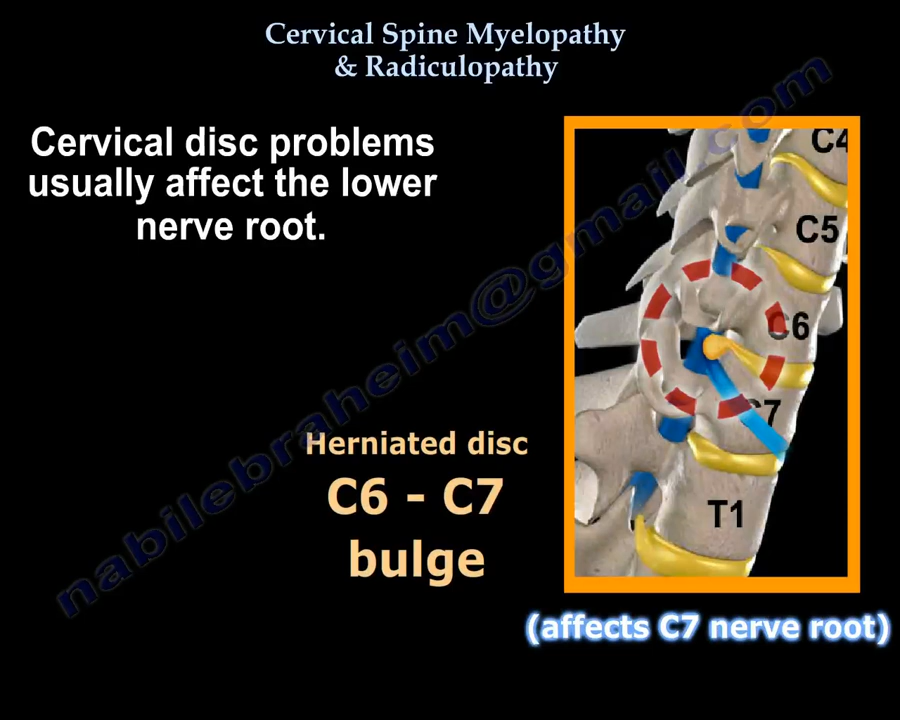 Cervical Spine Myelopathy
& Radiculopathy
Cervical disc problems
usually affect the lower
nerve root.
C4
C5
C6
C7
T1
Herniated disc
C6 - C7
bulge
(affects C7 nerve root)
nabilebraheim@gmail.com